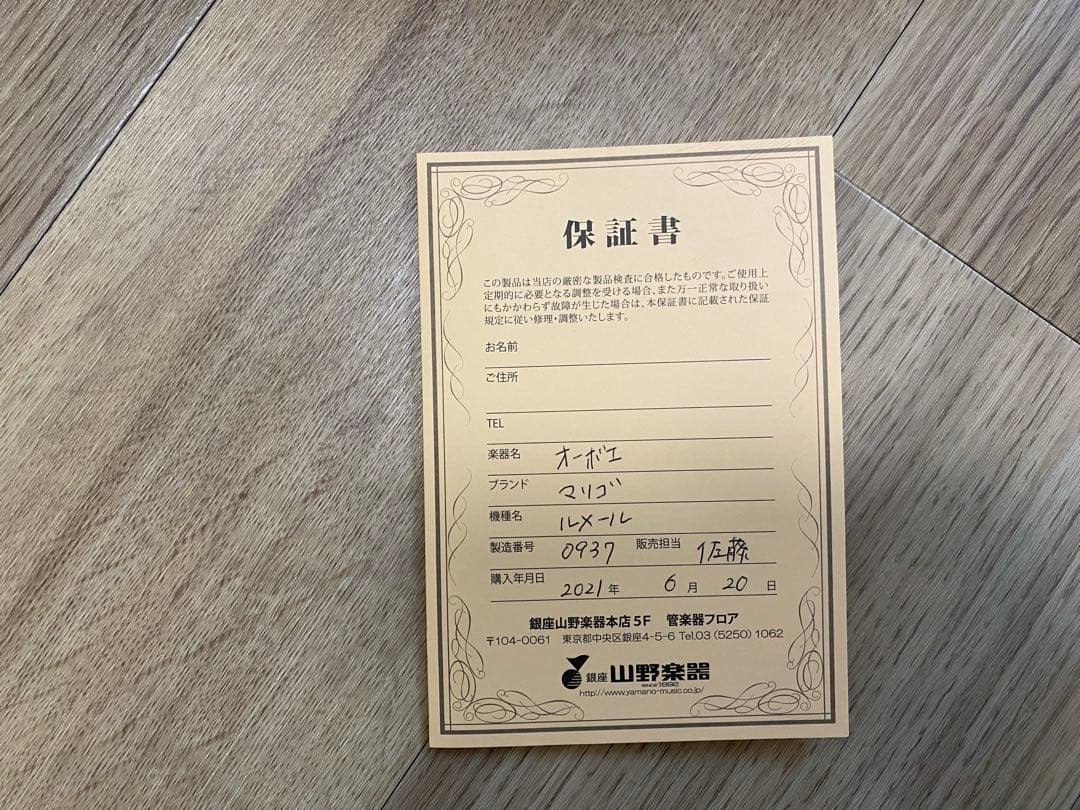 保証書
この製品は当店の厳密な製品検査に合格したものです。ご使用上
定期的に必要となる調整を受ける場合、また万一正常な取り扱い
にもかかわらず故障が生じた場合は、本保証書に記載された保証
規定に従い修理・調整いたします。
お名前
ご住所
TEL
楽器名 オーボエ
ブランド マリゴ
機種名 ルメール
製造番号 0937 販売担当 佐藤
購入年月日 2021年 6月 20日
銀座山野楽器本店5F 管楽器フロア
〒104-0061 東京都中央区銀座4-5-6 Tel.03(5250)1062
銀座 山野楽器
SINCE 1892
http://www.yamano-music.co.jp/